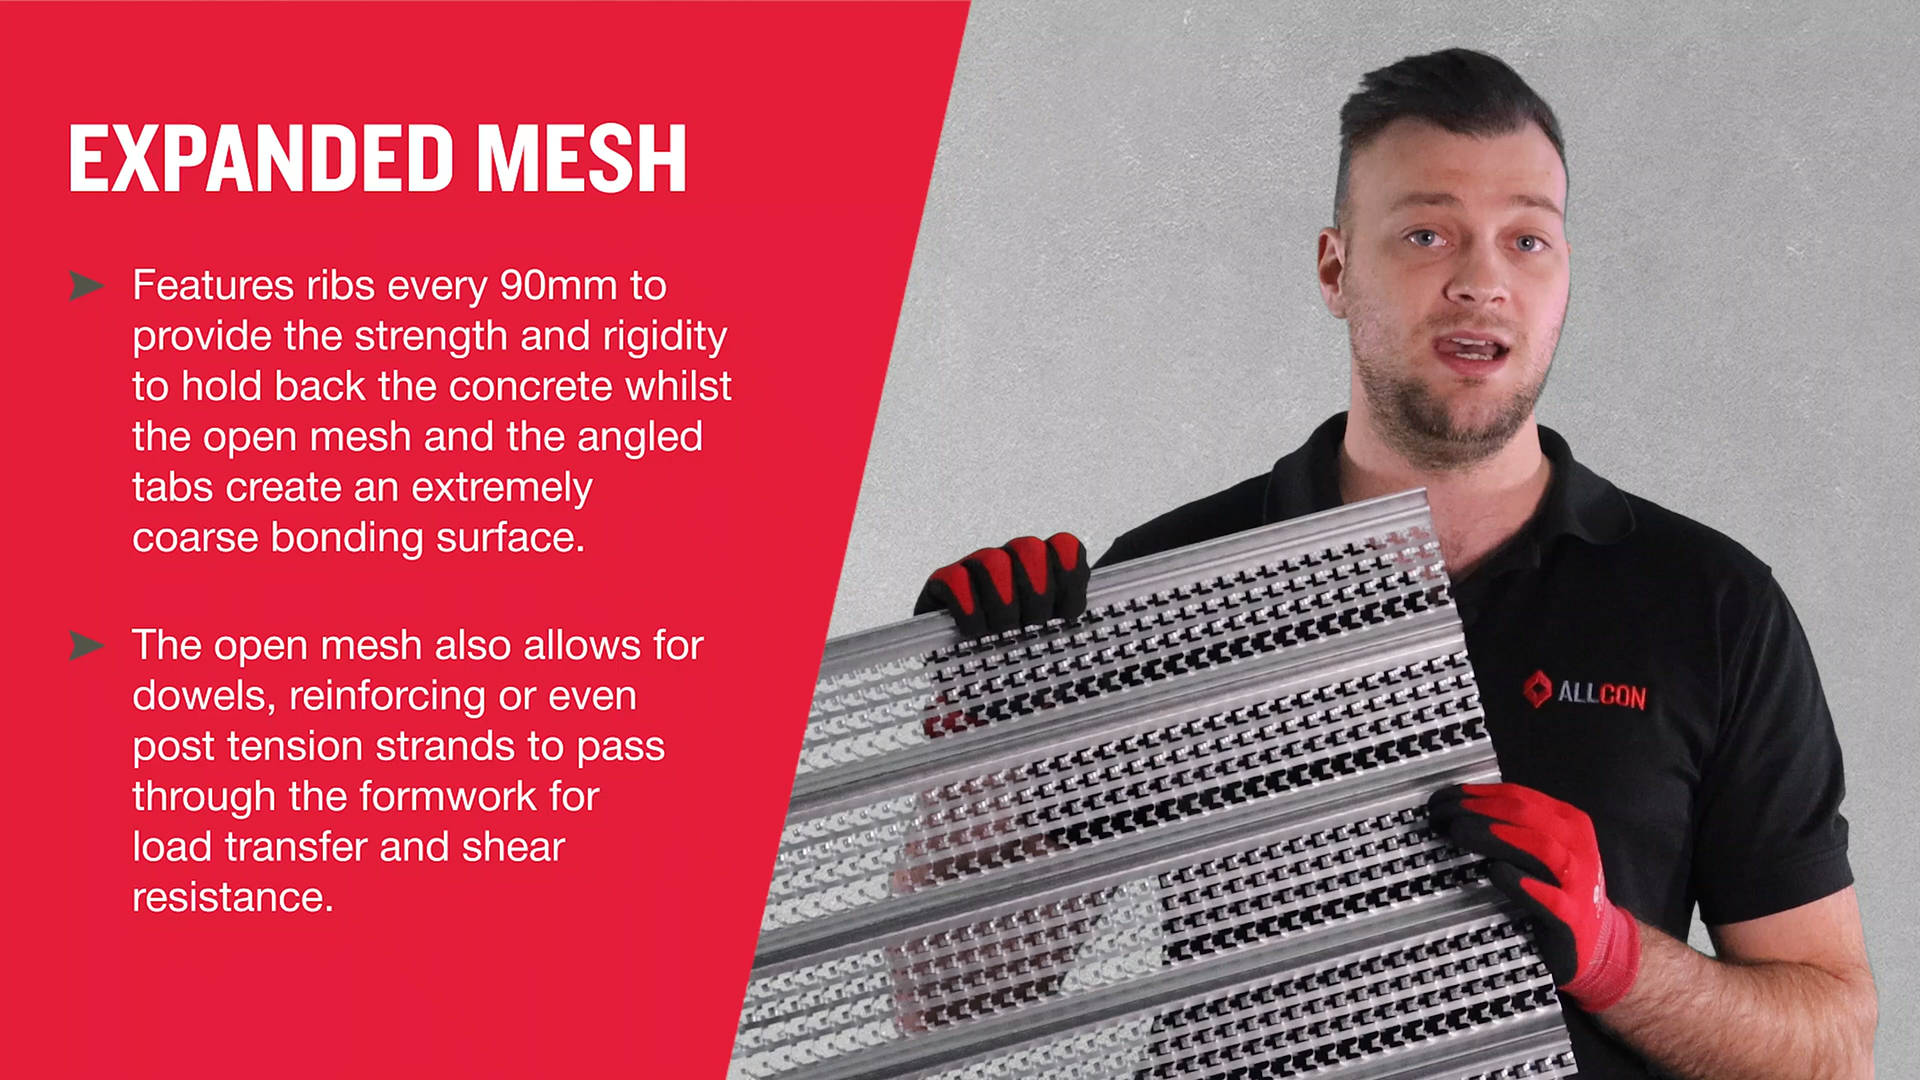 EXPANDED MESH
Features ribs every 90mm to
provide the strength and rigidity
to hold back the concrete whilst
the open mesh and the angled
tabs create an extremely
coarse bonding surface.
The open mesh also allows for
dowels, reinforcing or even
post tension strands to pass
through the formwork for
load transfer and shear
resistance.
ALLCON